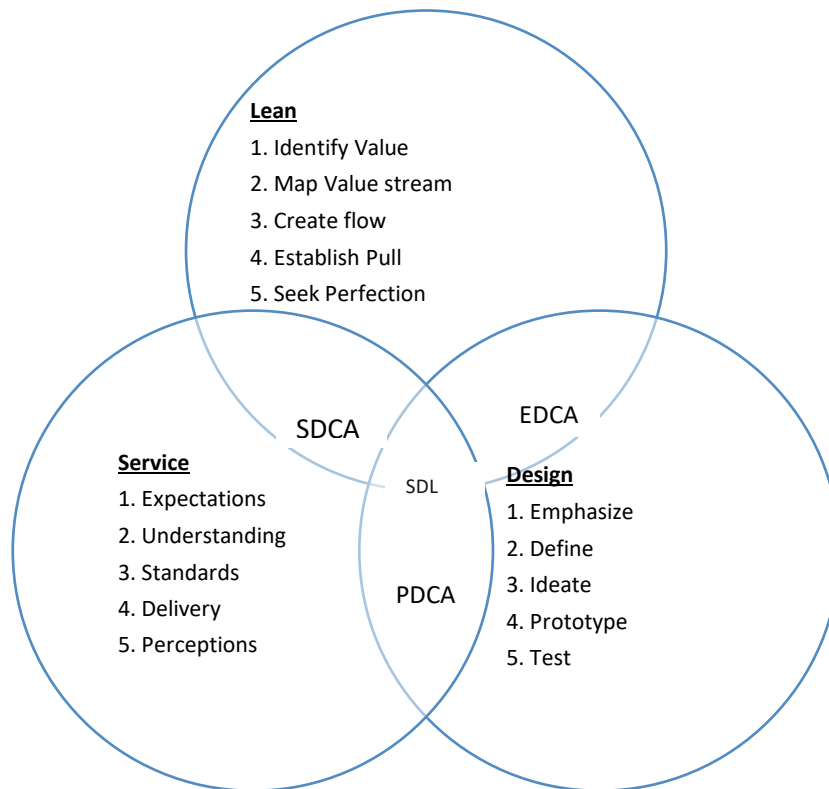 Lean
1. Identify Value
2. Map Value stream
3. Create flow
4. Establish Pull
5. Seek Perfection
SDCA
EDCA
SDL
PDCA
Service
1. Expectations
2. Understanding
3. Standards
4. Delivery
5. Perceptions
Design
1. Emphasize
2. Define
3. Ideate
4. Prototype
5. Test